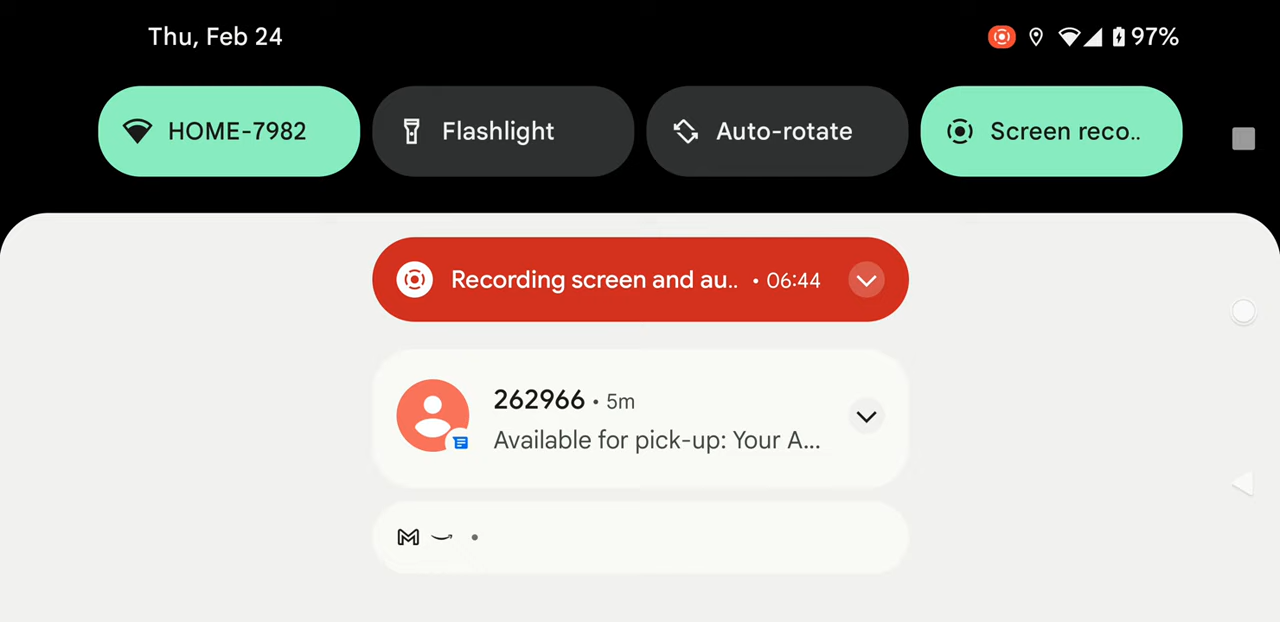 Thu, Feb 24
97%
HOME-7982
Flashlight
Auto-rotate
Screen reco..
Recording screen and au.. • 06:44
262966 • 5m
Available for pick-up: Your A...